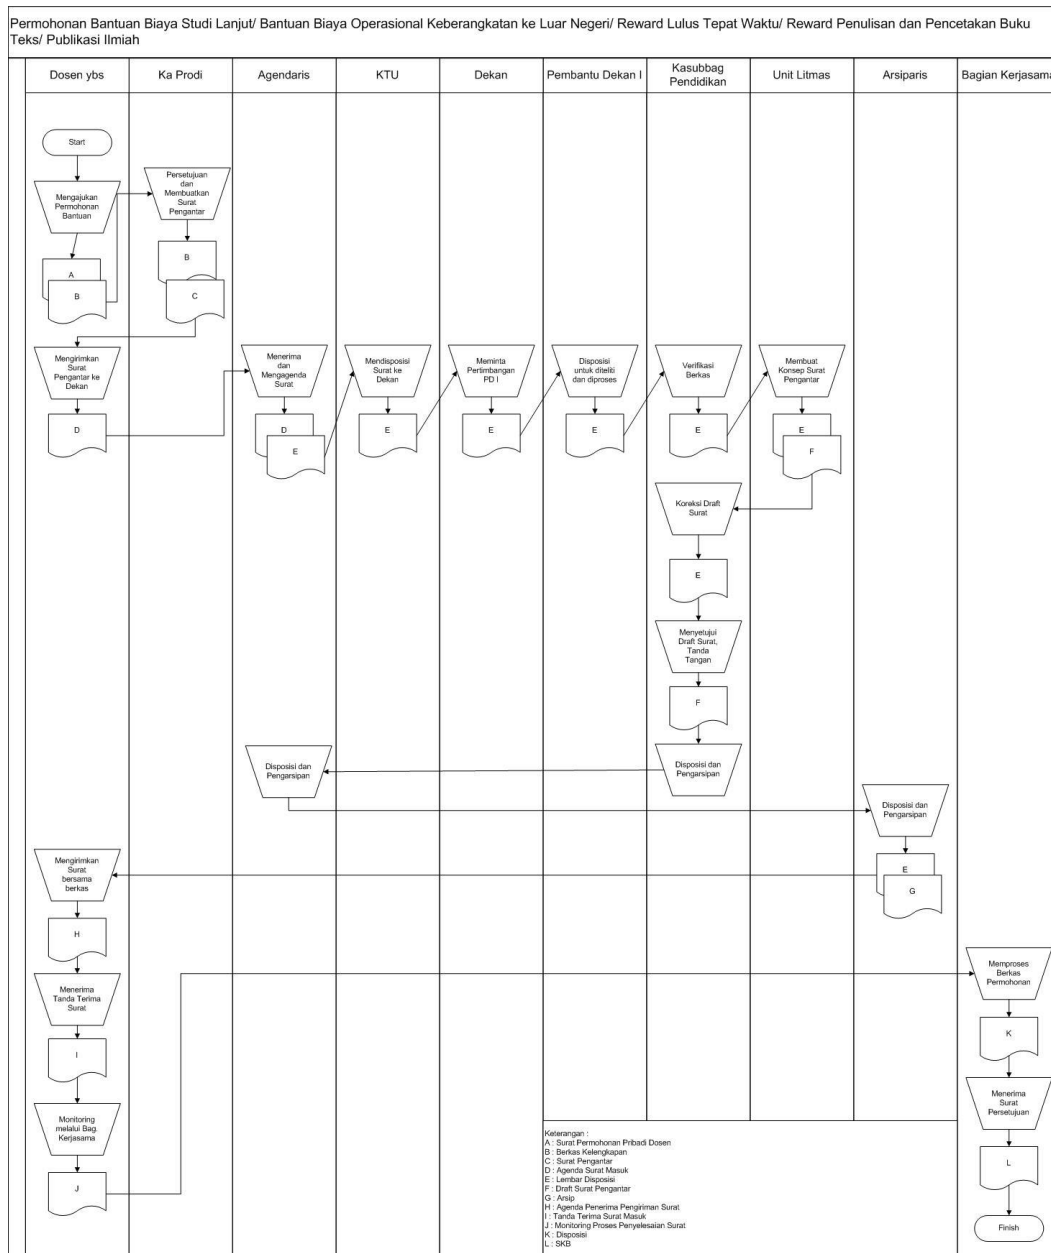 Permohonan Bantuan Biaya Studi Lanjut/ Bantuan Biaya Operasional Keberangkatan ke Luar Negeri/ Reward Lulus Tepat Waktu/ Reward Penulisan dan Pencetakan Buku
Teks/ Publikasi Ilmiah
Dosen ybs
Ka Prodi
Agendaris
KTU
Dekan
Pembantu Dekan I
Kasubbag
Pendidikan
Unit Litmas
Arsiparis
Bagian Kerjasama
Start
Mengajukan
Permohonan
Bantuan
Persetujuan
dan
Membuatkan
Surat
Pengantar
A
B
B
C
Mengirimkan
Surat
Pengantar ke
Dekan
Menerima
dan
Mengagenda
Surat
Mendisposisi
Surat ke
Dekan
Meminta
Pertimbangan
PD I
Disposisi
untuk diteliti
dan diproses
Verifikasi
Berkas
Membuat
Konsep Surat
Pengantar
D
D
E
E
E
E
E
E
F
Koreksi Draft
Surat
E
Menyetujui
Draft Surat,
Tanda
Tangan
F
Disposisi dan
Pengarsipan
Disposisi dan
Pengarsipan
Disposisi dan
Pengarsipan
E
G
Mengirimkan
Surat
bersama
berkas
H
Menerima
Tanda Terima
Surat
I
Monitoring
melalui Bag.
Kerjasama
J
Memproses
Berkas
Permohonan
K
Menerima
Surat
Persetujuan
L
Finish
Keterangan :
A : Surat Permohonan Pribadi Dosen
B : Berkas Kelengkapan
C : Surat Pengantar
D : Agenda Surat Masuk
E : Lembar Disposisi
F : Draft Surat Pengantar
G : Arsip
H : Agenda Penerima Pengiriman Surat
I : Tanda Terima Surat Masuk
J : Monitoring Proses Penyelesaian Surat
K : Disposisi
L : SKB